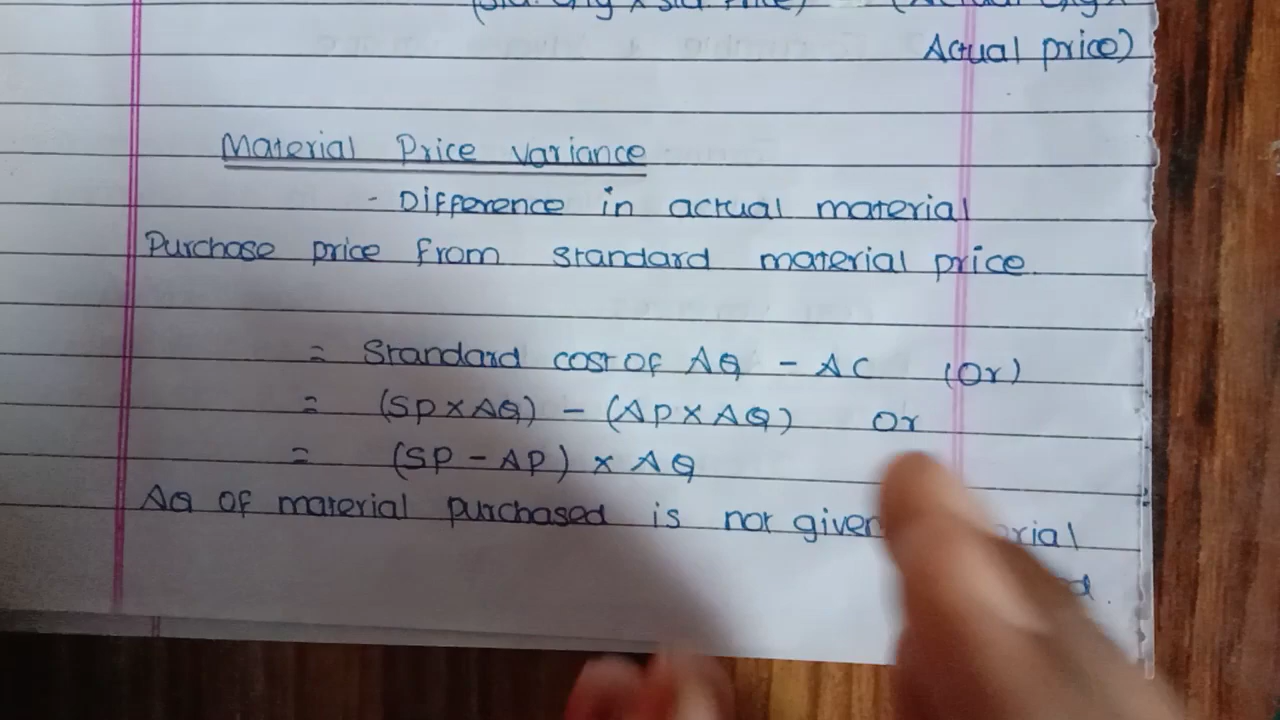 Actual price)
Material Price Variance
- Difference in actual material
Purchase price from standard material price.
= Standard cost of AQ - AC (Or)
= (SP×AQ) - (AP×AQ) Or
= (SP - AP) × AQ
AQ of material purchased is not given